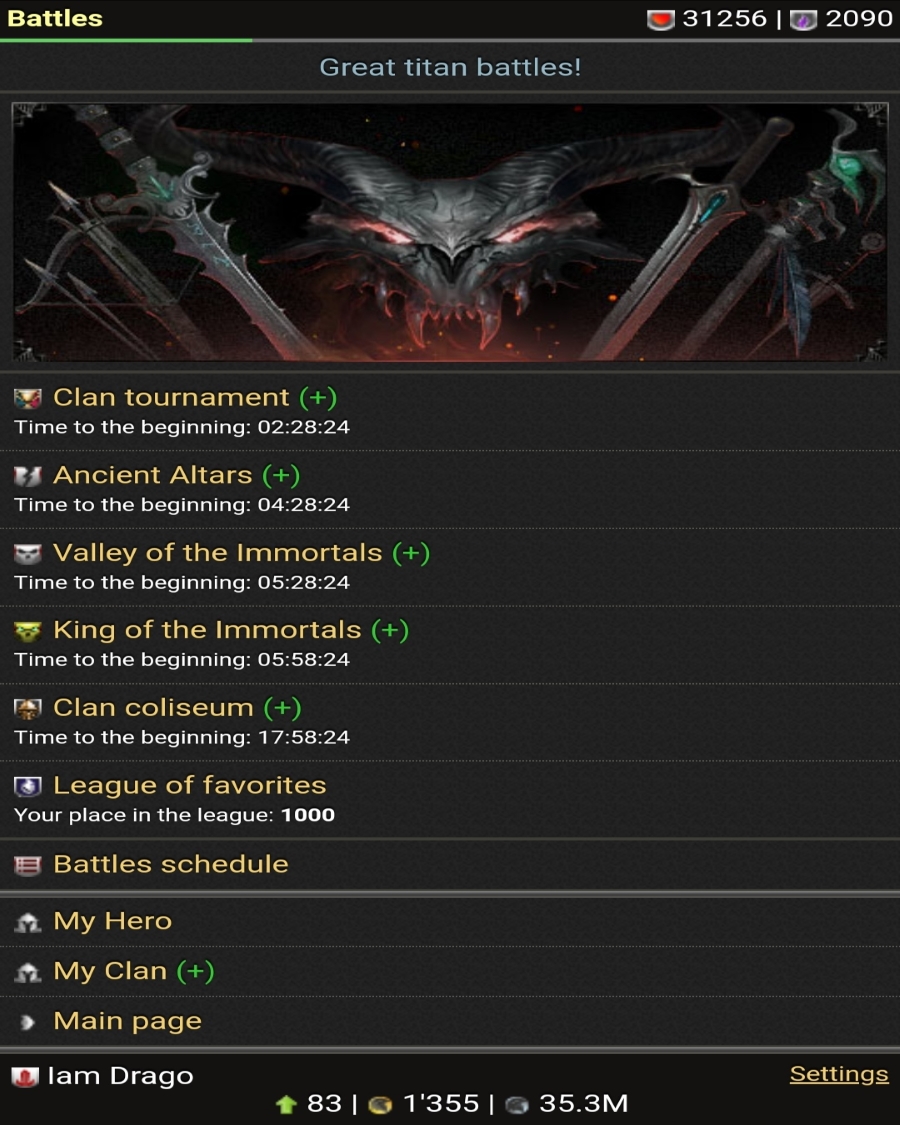 Battles 31256 | 2090
Great titan battles!
Clan tournament (+)
Time to the beginning: 02:28:24
Ancient Altars (+)
Time to the beginning: 04:28:24
Valley of the Immortals (+)
Time to the beginning: 05:28:24
King of the Immortals (+)
Time to the beginning: 05:58:24
Clan coliseum (+)
Time to the beginning: 17:58:24
League of favorites
Your place in the league: 1000
Battles schedule
My Hero
My Clan (+)
Main page
Iam Drago Settings
83 | 1'355 | 35.3M